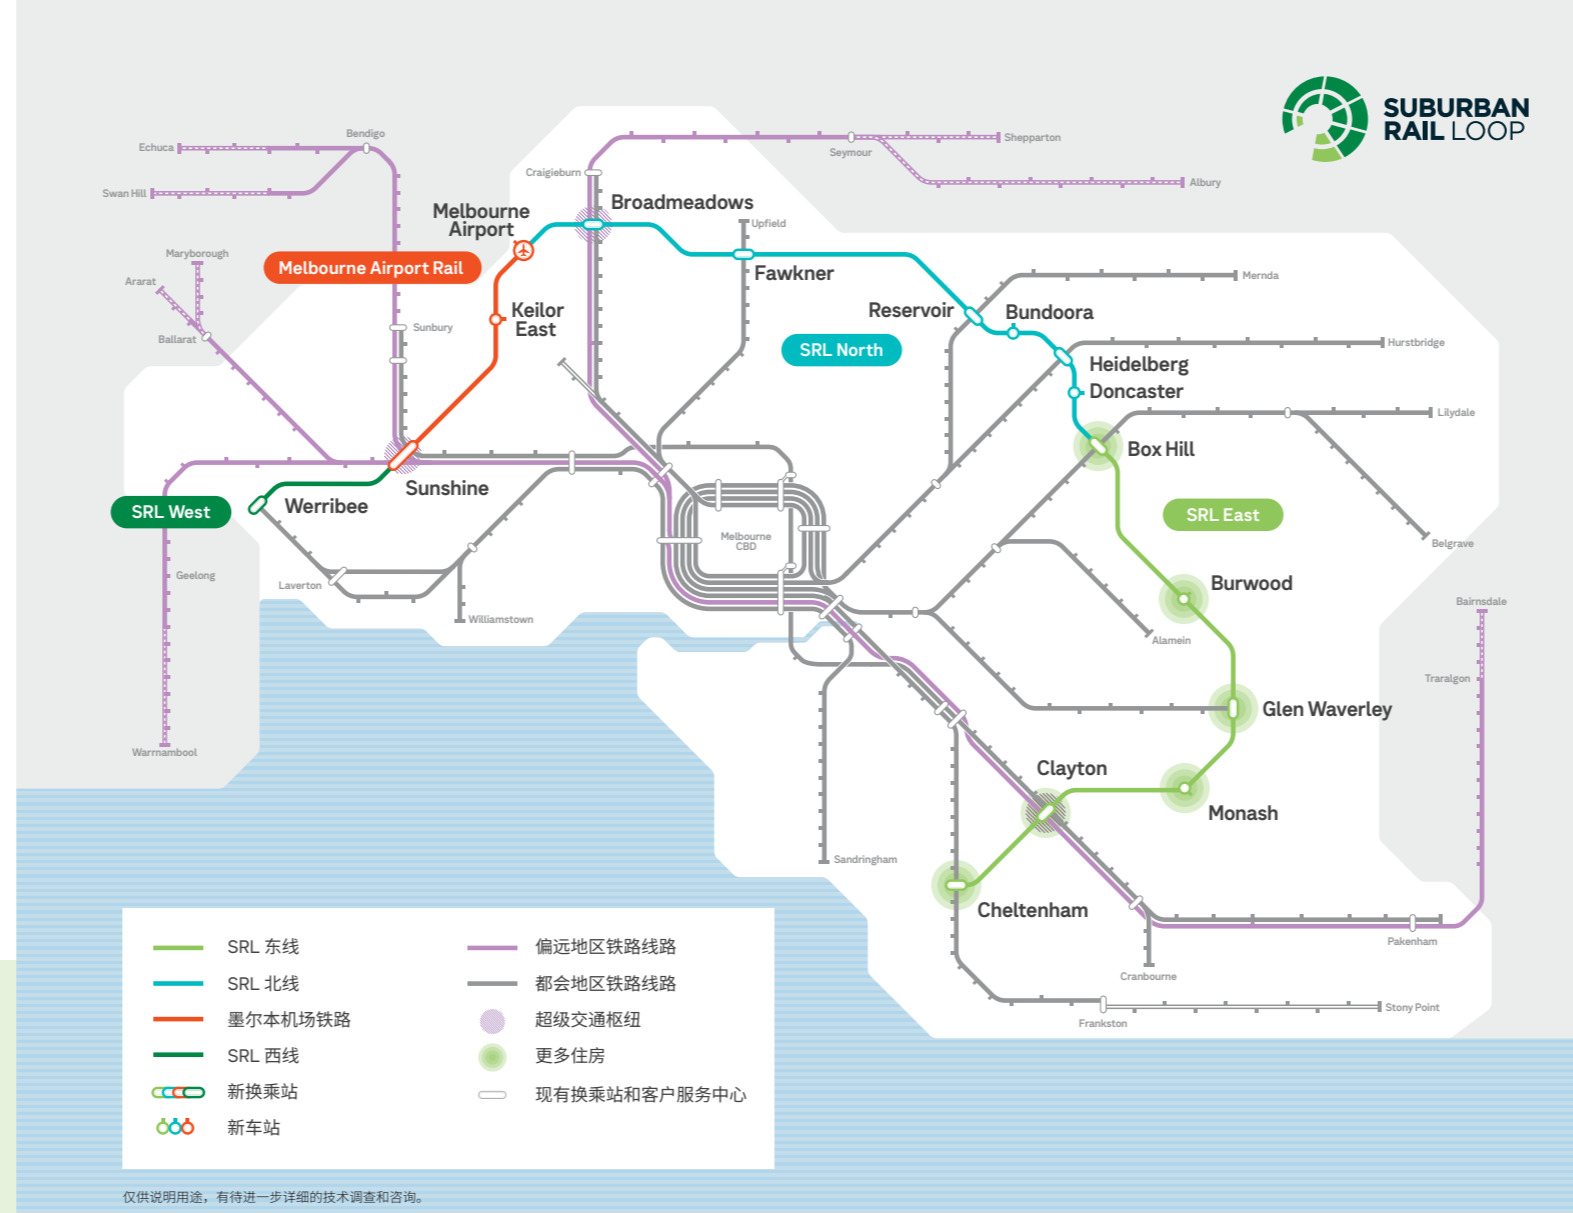 SUBURBAN
RAIL LOOP
Echuca
Bendigo
Swan Hill
Craigieburn
Seymour
Shepparton
Albury
Melbourne
Airport
Broadmeadows
Upfield
Maryborough
Ararat
Ballarat
Melbourne Airport Rail
Sunbury
Keilor
East
Fawkner
Mernda
Reservoir
Bundoora
SRL North
Hurstbridge
Heidelberg
Doncaster
Lilydale
Box Hill
Sunshine
Werribee
SRL West
SRL East
Melbourne
CBD
Belgrave
Geelong
Laverton
Williamstown
Burwood
Bairnsdale
Alamein
Traralgon
Glen Waverley
Warrnambool
Clayton
Monash
Sandringham
Cheltenham
Pakenham
Cranbourne
Stony Point
Frankston
SRL 东线
SRL 北线
墨尔本机场铁路
SRL 西线
新换乘站
新车站
偏远地区铁路线路
都会地区铁路线路
超级交通枢纽
更多住房
现有换乘站和客户服务中心
仅供说明用途，有待进一步详细的技术调查和咨询。